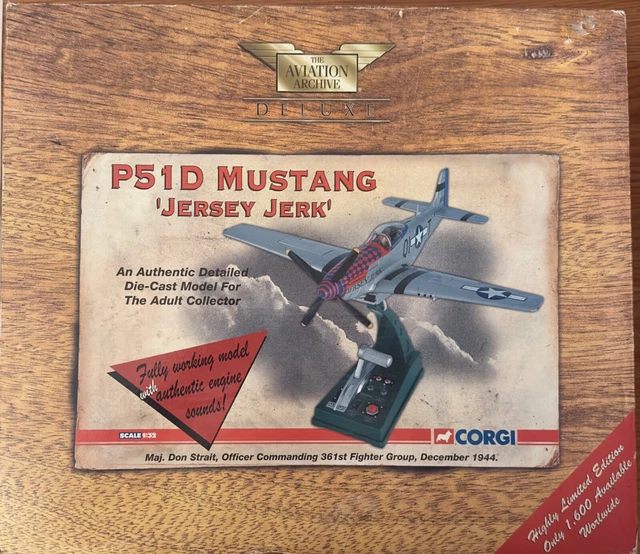 THE
AVIATION
ARCHIVE
DELUXE
P51D MUSTANG
'JERSEY JERK'
An Authentic Detailed
Die-Cast Model For
The Adult Collector
Fully working model
with authentic engine
sounds!
SCALE 1:32
CORGI
Maj. Don Strait, Officer Commanding 361st Fighter Group, December 1944.
Highly Limited Edition
Only 1,600 Available
Worlwide